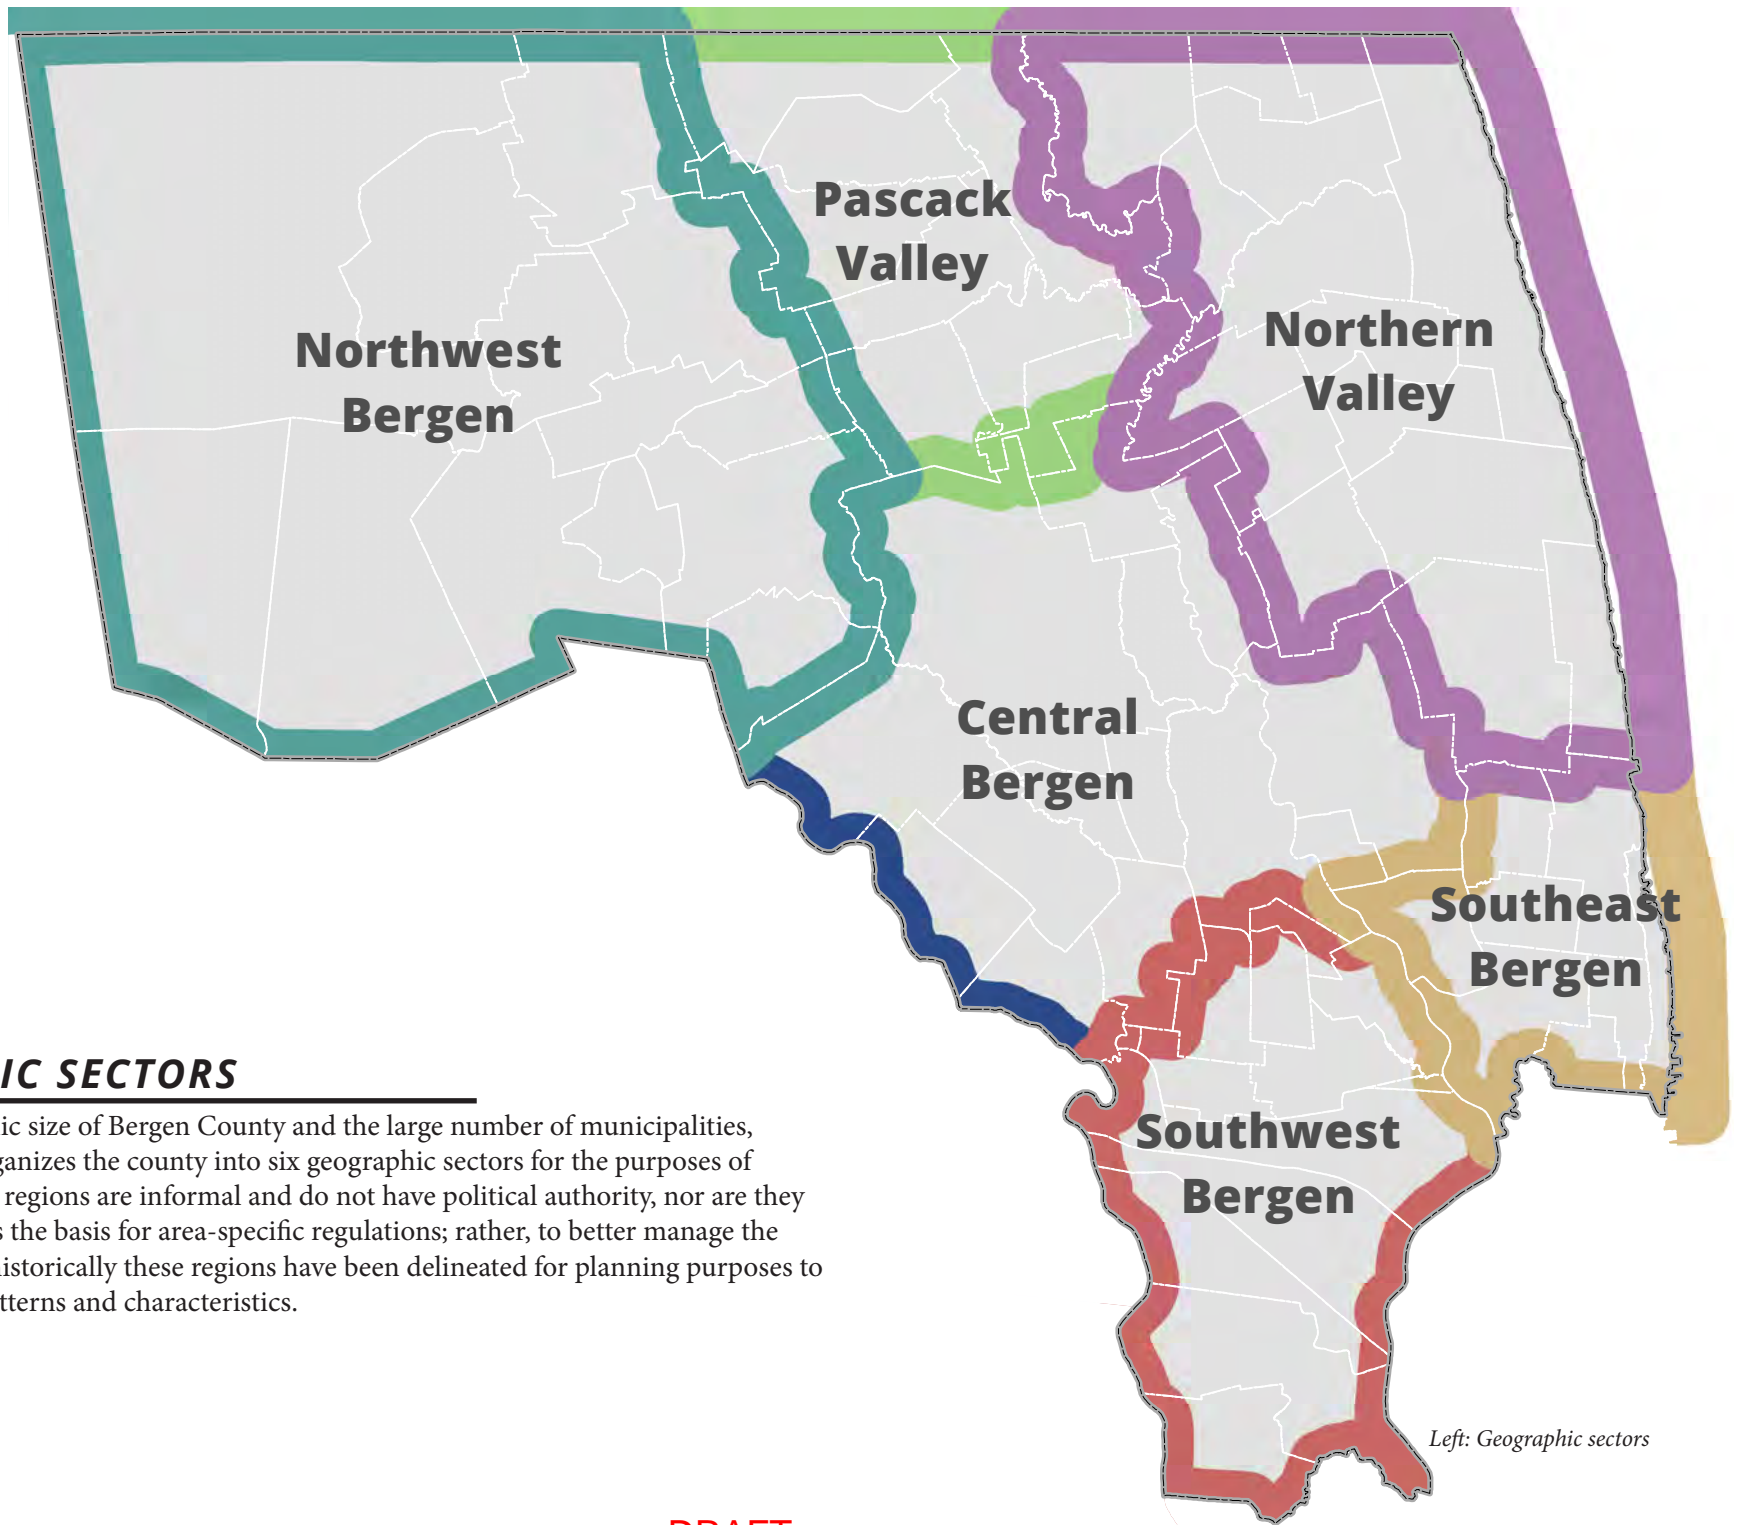 Pascack
Valley
Northwest
Bergen
Northern
Valley
Central
Bergen
Southeast
Bergen
Southwest
Bergen
IC SECTORS
ic size of Bergen County and the large number of municipalities,
ganizes the county into six geographic sectors for the purposes of
regions are informal and do not have political authority, nor are they
s the basis for area-specific regulations; rather, to better manage the
historically these regions have been delineated for planning purposes to
tterns and characteristics.
Left: Geographic sectors
DRAFT